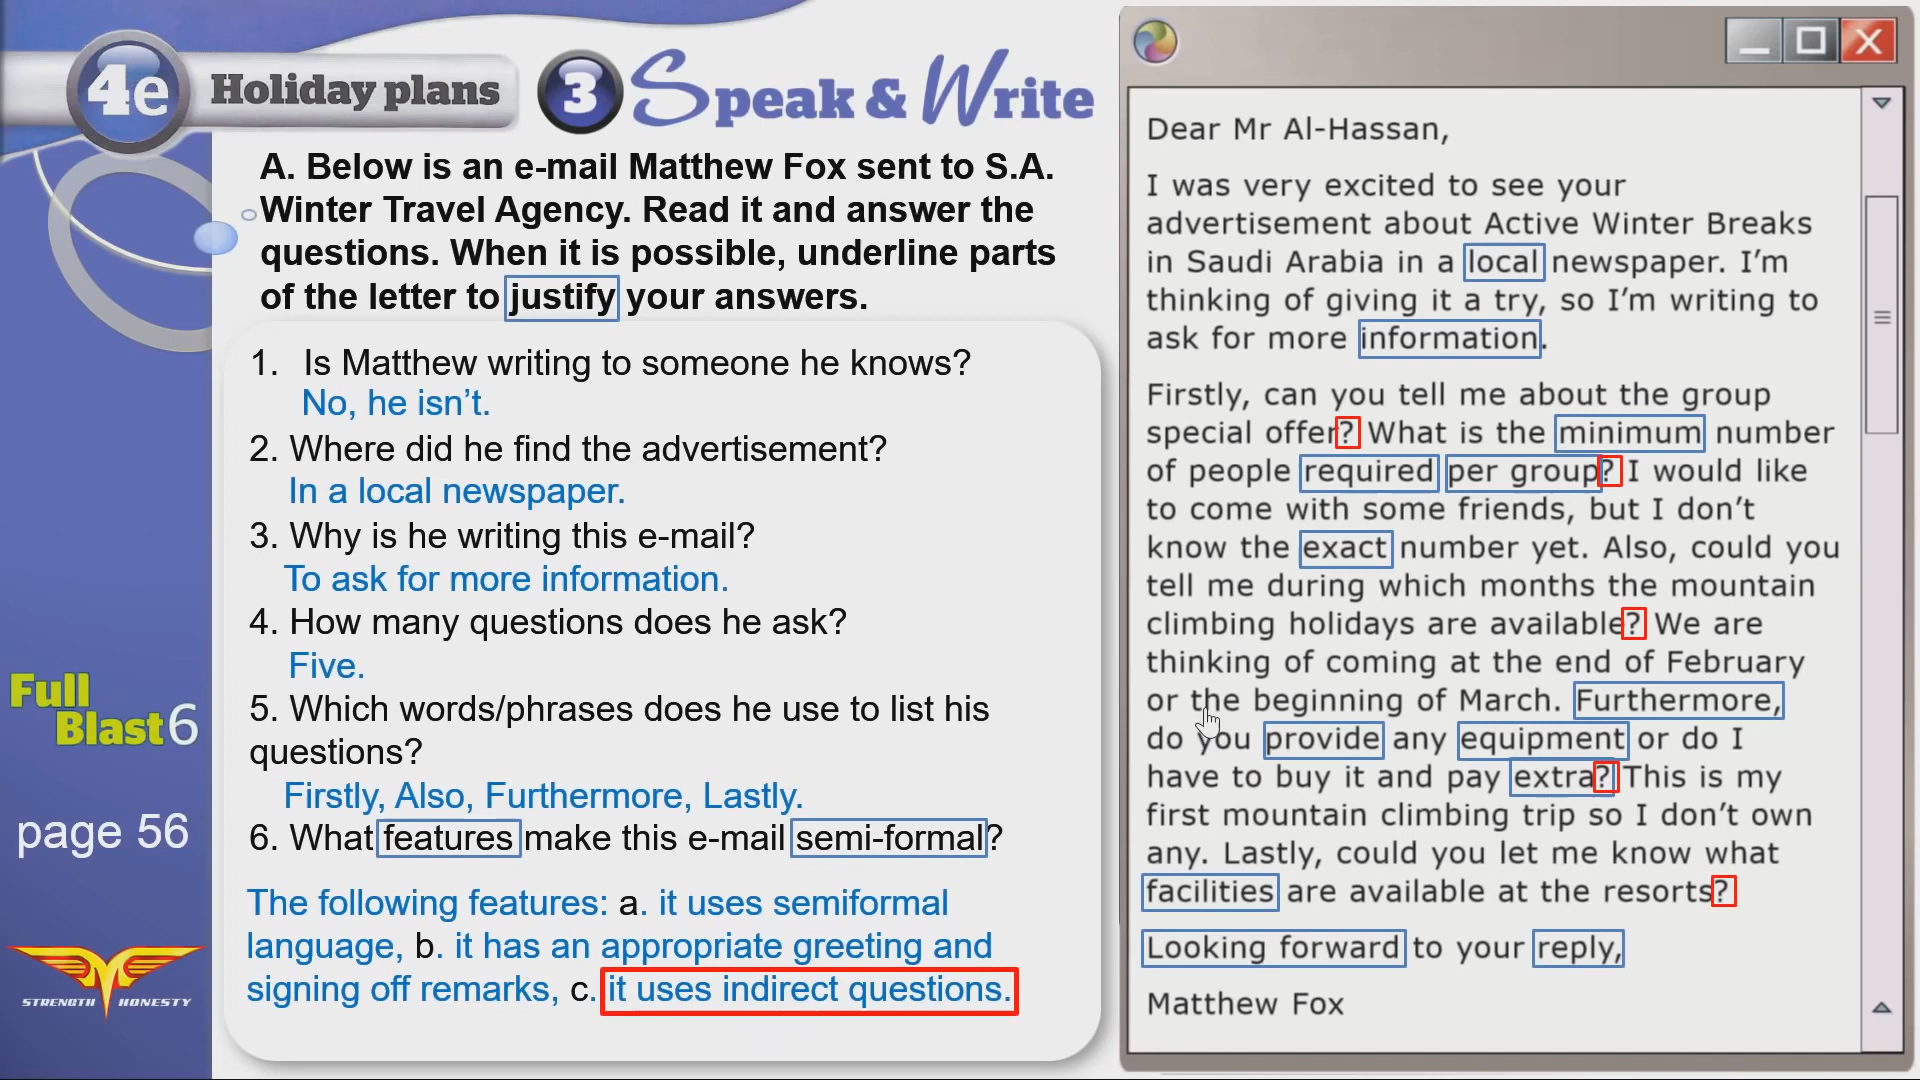 4e Holiday plans 3 Speak & Write
A. Below is an e-mail Matthew Fox sent to S.A.
Winter Travel Agency. Read it and answer the
questions. When it is possible, underline parts
of the letter to justify your answers.
1. Is Matthew writing to someone he knows?
No, he isn’t.
2. Where did he find the advertisement?
In a local newspaper.
3. Why is he writing this e-mail?
To ask for more information.
4. How many questions does he ask?
Five.
5. Which words/phrases does he use to list his
questions?
Firstly, Also, Furthermore, Lastly.
6. What features make this e-mail semi-formal?
The following features: a. it uses semiformal
language, b. it has an appropriate greeting and
signing off remarks, c. it uses indirect questions.
Full
Blast 6
page 56
STRENGTH HONESTY
Dear Mr Al-Hassan,
I was very excited to see your
advertisement about Active Winter Breaks
in Saudi Arabia in a local newspaper. I’m
thinking of giving it a try, so I’m writing to
ask for more information.
Firstly, can you tell me about the group
special offer? What is the minimum number
of people required per group? I would like
to come with some friends, but I don’t
know the exact number yet. Also, could you
tell me during which months the mountain
climbing holidays are available? We are
thinking of coming at the end of February
or the beginning of March. Furthermore,
do you provide any equipment or do I
have to buy it and pay extra? This is my
first mountain climbing trip so I don’t own
any. Lastly, could you let me know what
facilities are available at the resorts?
Looking forward to your reply,
Matthew Fox